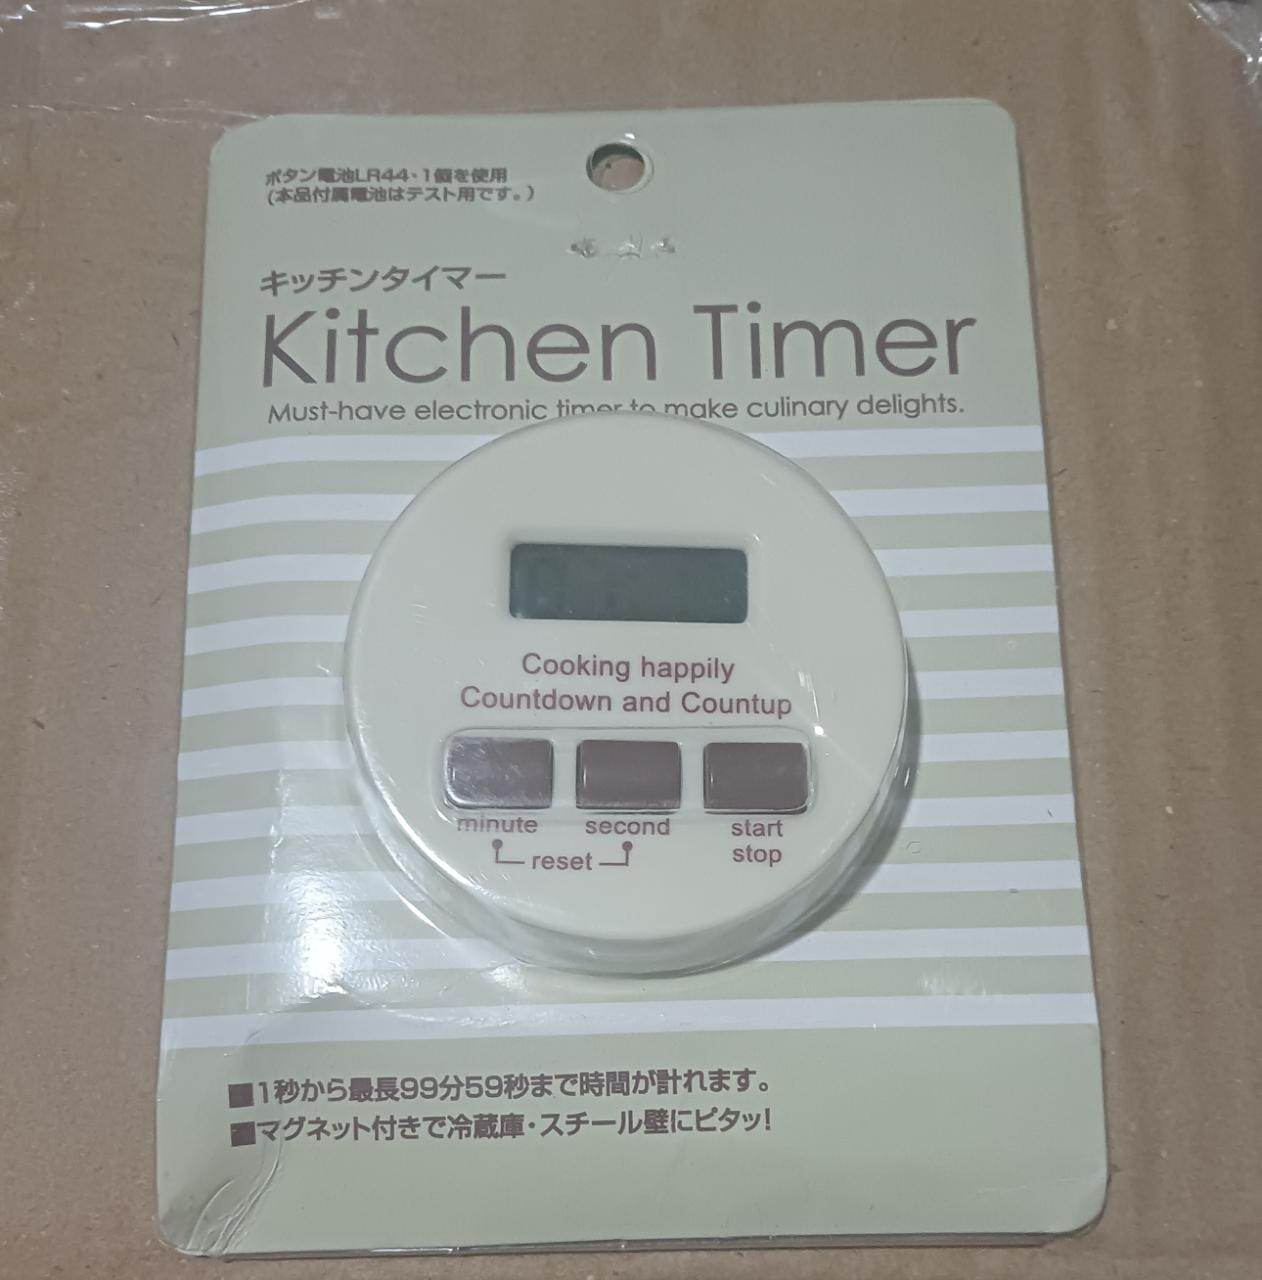 ボタン電池LR44・1個を使用
(本品付属電池はテスト用です。)
キッチンタイマー
Kitchen Timer
Must-have electronic timer to make culinary delights.
Cooking happily
Countdown and Countup
minute second start
stop
reset
■1秒から最長99分59秒まで時間が計れます。
■マグネット付きで冷蔵庫・スチール壁にピタッ!